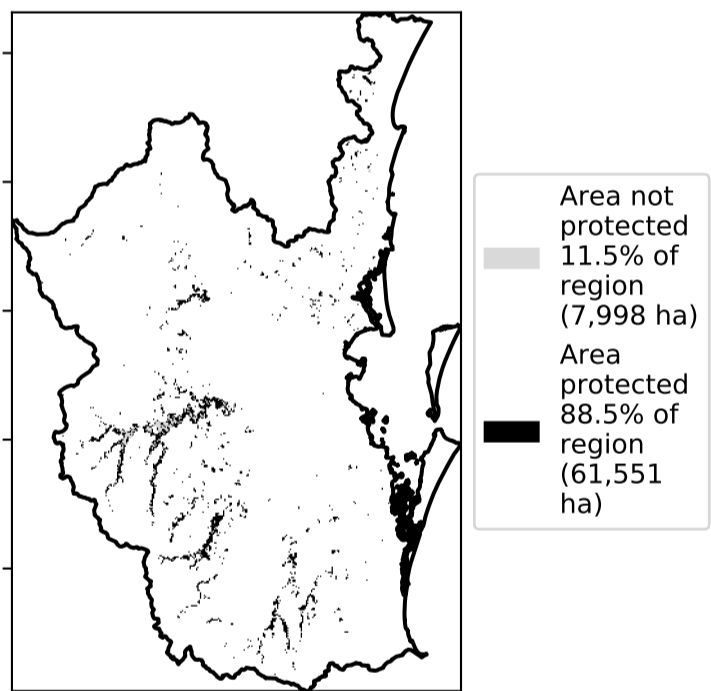 Area not
protected
11.5% of
region
(7,998 ha)
Area
protected
88.5% of
region
(61,551
ha)